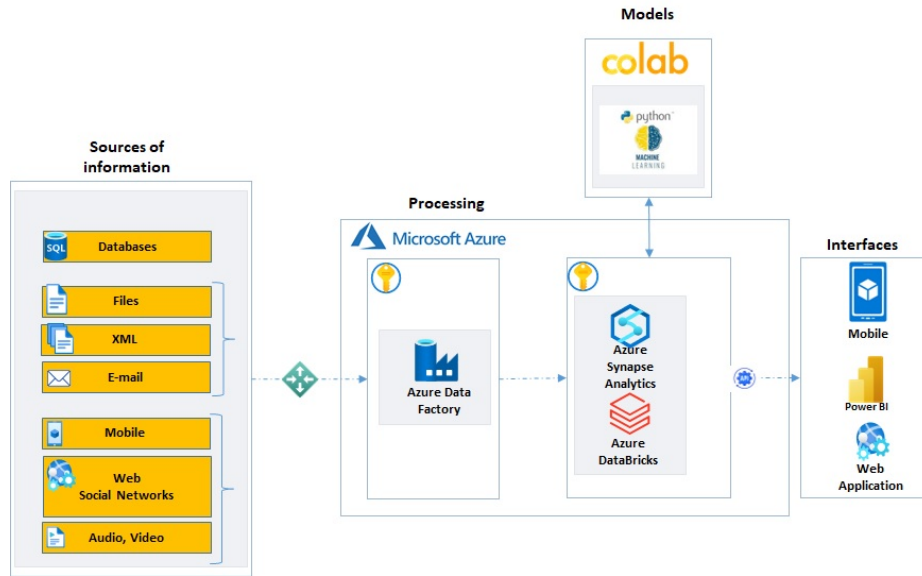 Models
colab
python
MACHINE
LEARNING
Sources of
information
SQL
Databases
Files
XML
E-mail
Mobile
Web
Social Networks
Audio, Video
Processing
Microsoft Azure
Azure Data
Factory
Azure
Synapse
Analytics
Azure
DataBricks
API
Interfaces
Mobile
Power BI
Web
Application